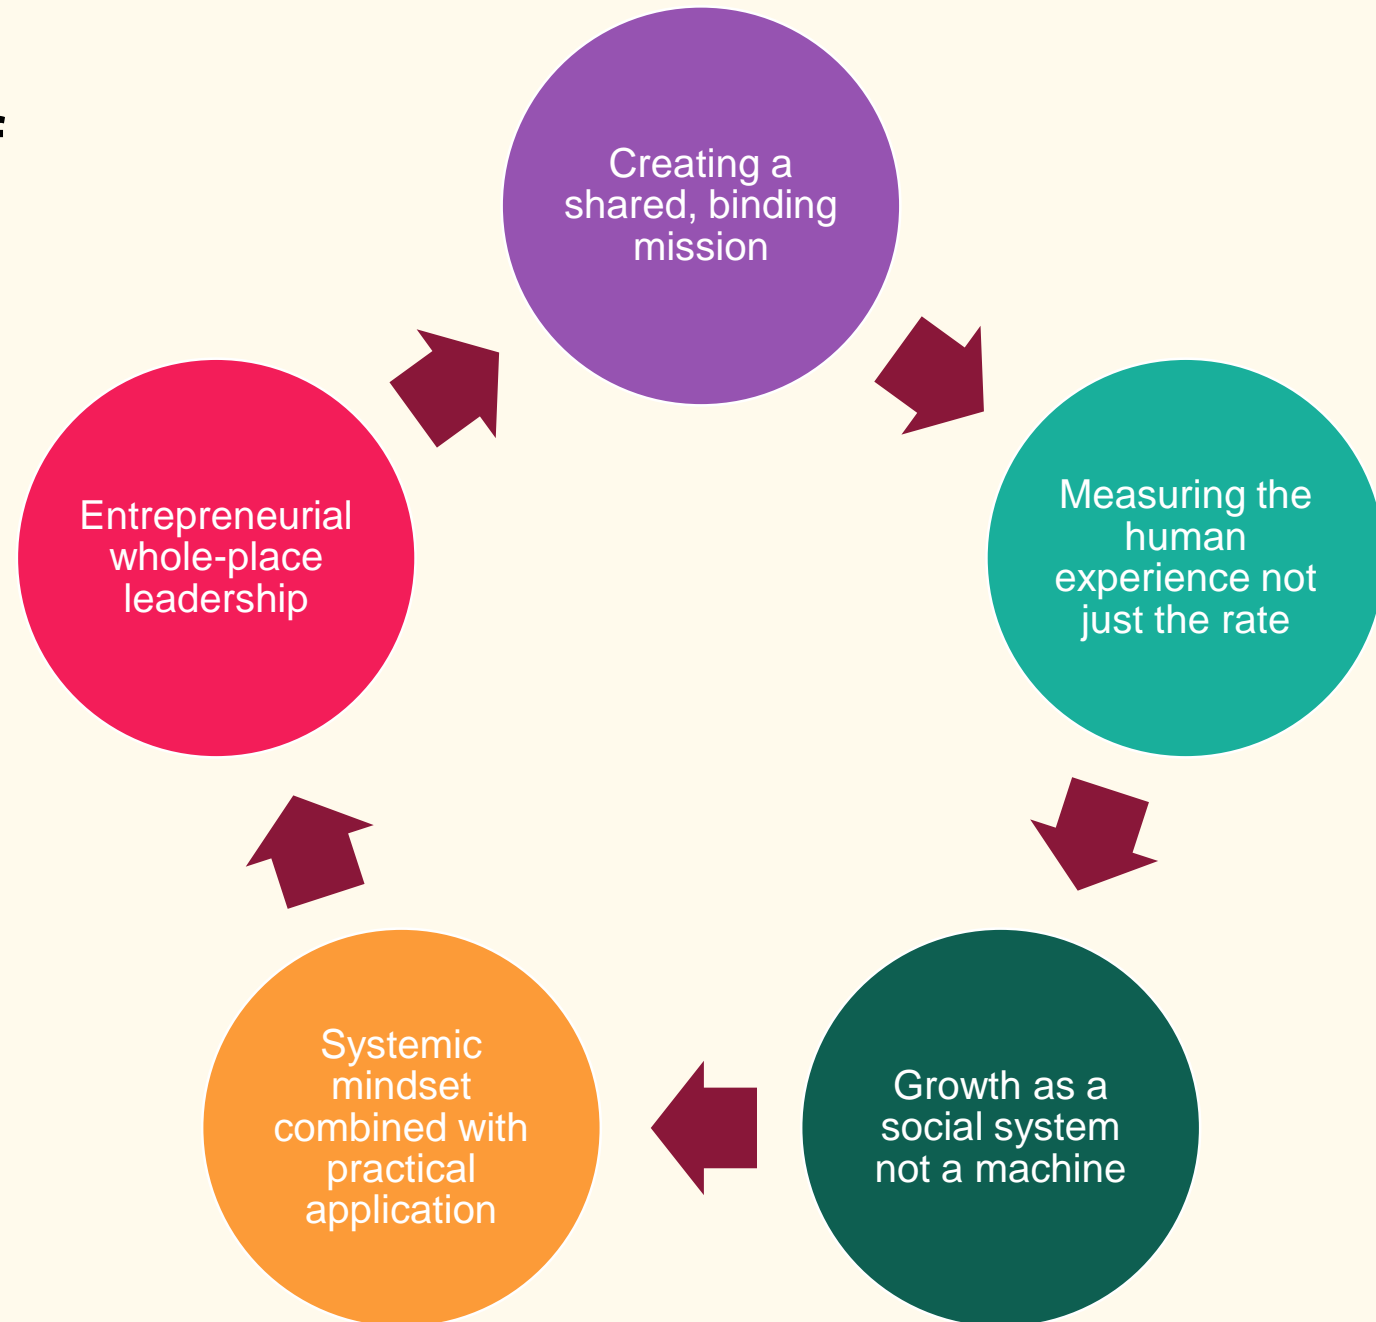 f
Creating a
shared, binding
mission
Measuring the
human
experience not
just the rate
Growth as a
social system
not a machine
Systemic
mindset
combined with
practical
application
Entrepreneurial
whole-place
leadership